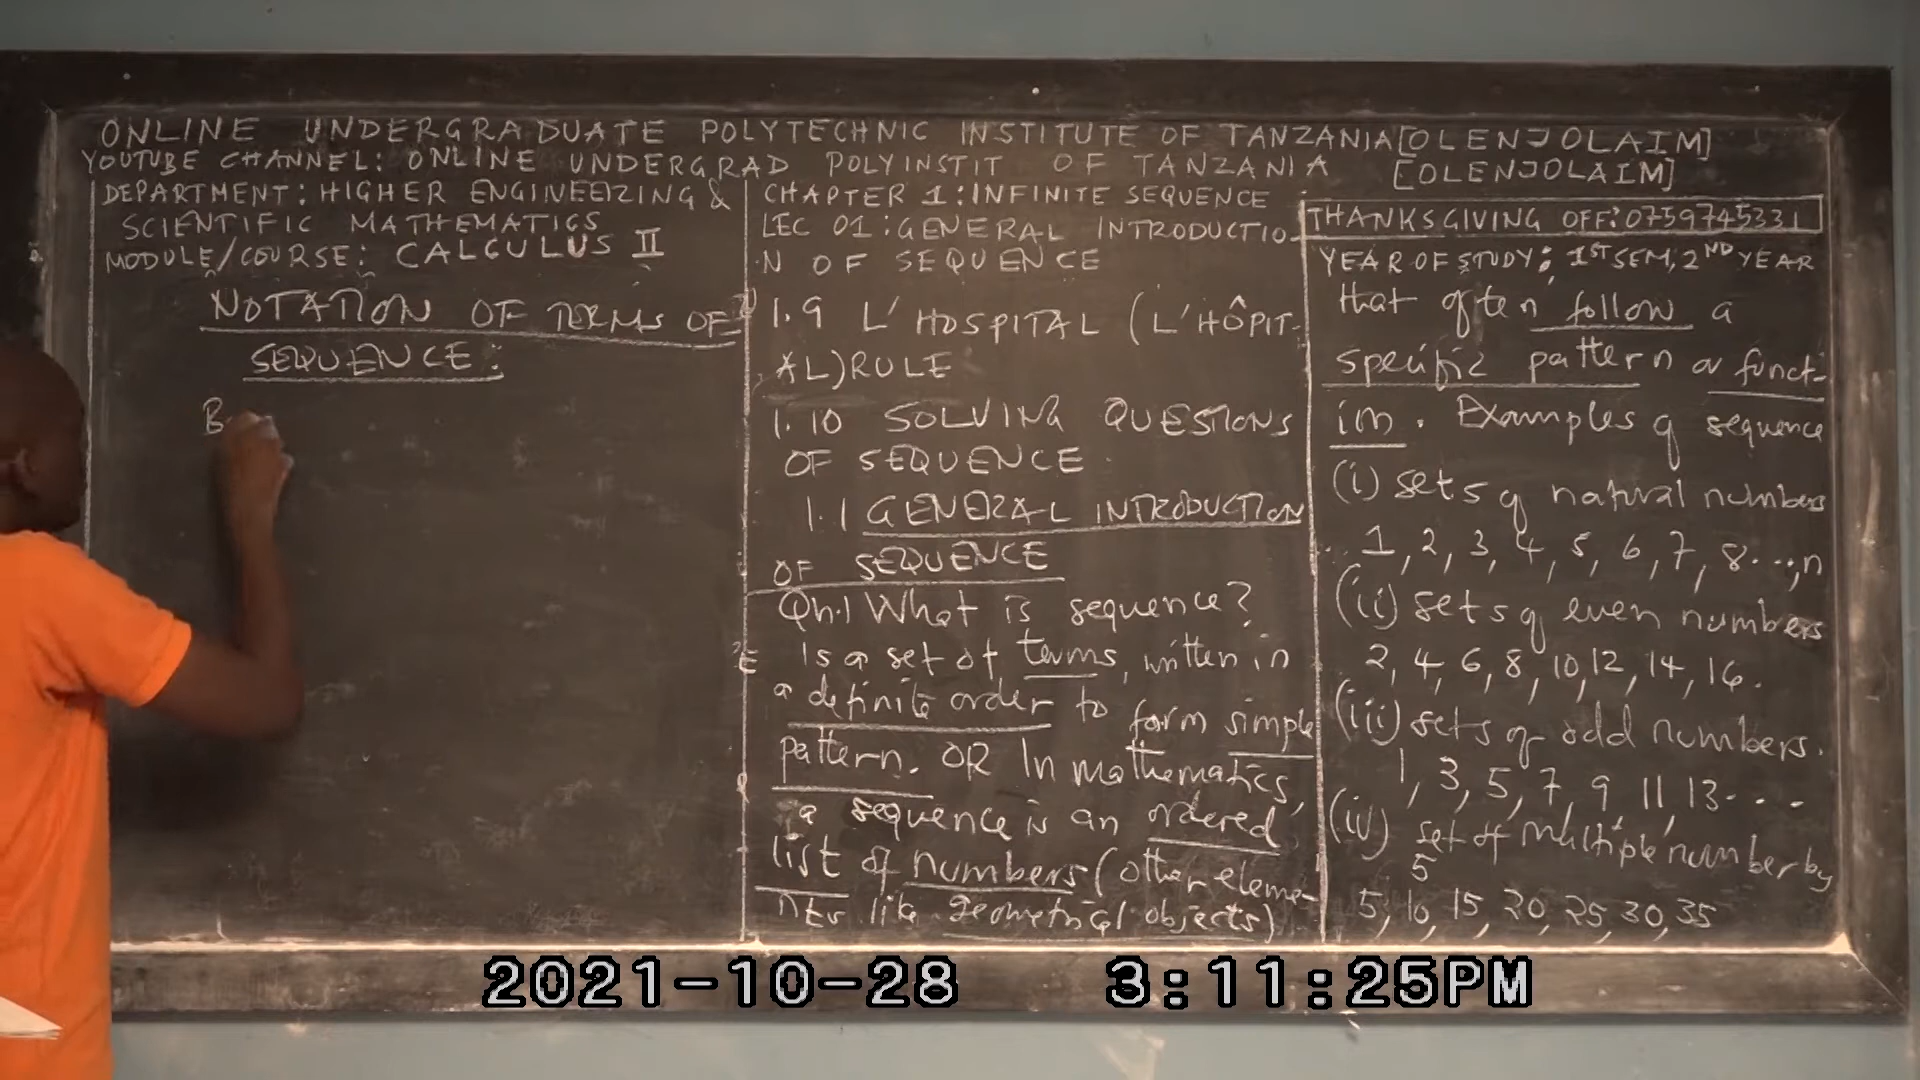 ONLINE UNDERGRADUATE POLYTECHNIC INSTITUTE OF TANZANIA[OLENJOLAIM]
YOUTUBE CHANNEL: ONLINE UNDERGRAD POLYINSTIT OF TANZANIA [OLENJOLAIM]
DEPARTMENT: HIGHER ENGINEERING &
SCIENTIFIC MATHEMATICS
MODULE/COURSE: CALCULUS II
NOTATION OF TERMS OF
SEQUENCE:
B
CHAPTER 1: INFINITE SEQUENCE
LEC 01: GENERAL INTRODUCTIO-
N OF SEQUENCE
1.9 L'HOSPITAL (L'HÔPIT-
AL) RULE
1.10 SOLVING QUESTIONS
OF SEQUENCE.
1.1 GENERAL INTRODUCTION
OF SEQUENCE
Qn.1 What is sequence?
Is a set of terms, written in
a definite order to form simple
pattern. OR In mathematics,
a sequence is an ordered
list of numbers (other eleme-
nts like geometrical objects)
THANKSGIVING OFF: 0759745331
YEAR OF STUDY: 1ST SEM, 2ND YEAR
that often follow a
specific pattern or funct-
ion. Examples of sequence
(i) sets of natural numbers
1, 2, 3, 4, 5, 6, 7, 8...,n
(ii) sets of even numbers
2, 4, 6, 8, 10, 12, 14, 16.
(iii) sets of odd numbers.
1, 3, 5, 7, 9, 11, 13...
(iv) set of multiple number by
5
5, 10, 15, 20, 25, 30, 35
2021-10-28 3:11:25PM